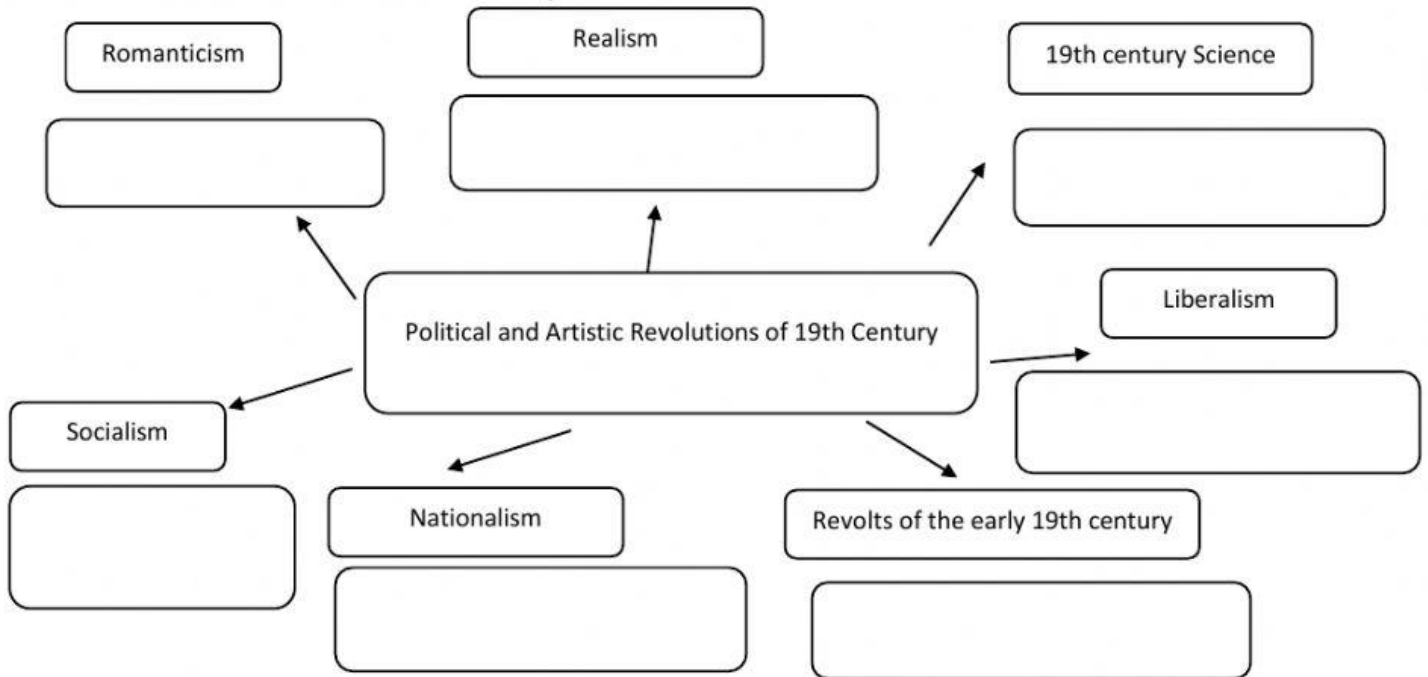 Realism
Romanticism
19th century Science
Liberalism
Political and Artistic Revolutions of 19th Century
Socialism
Nationalism
Revolts of the early 19th century